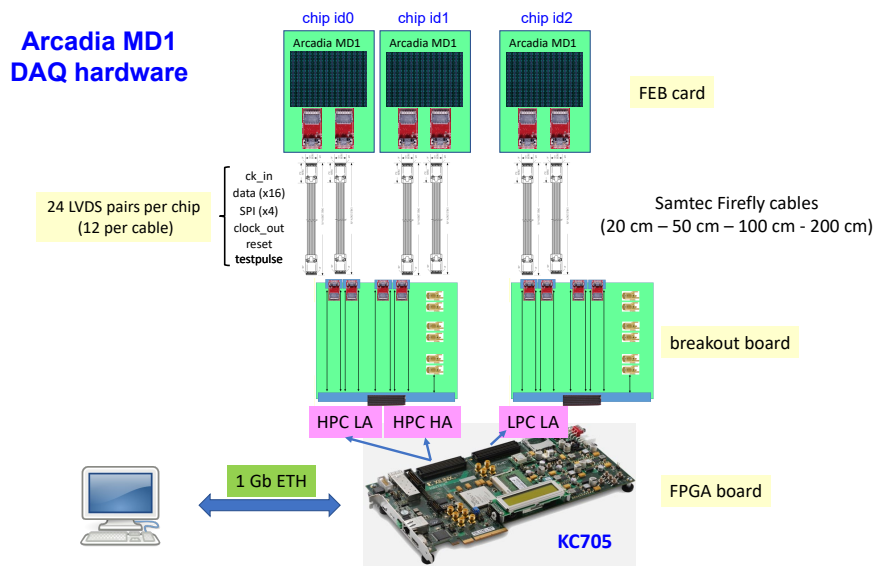 Arcadia MD1
DAQ hardware
chip id0
chip id1
chip id2
Arcadia MD1
Arcadia MD1
Arcadia MD1
FEB card
24 LVDS pairs per chip
(12 per cable)
ck_in
data (x16)
SPI (x4)
clock_out
reset
testpulse
Samtec Firefly cables
(20 cm – 50 cm – 100 cm - 200 cm)
breakout board
HPC LA
HPC HA
LPC LA
1 Gb ETH
FPGA board
KC705